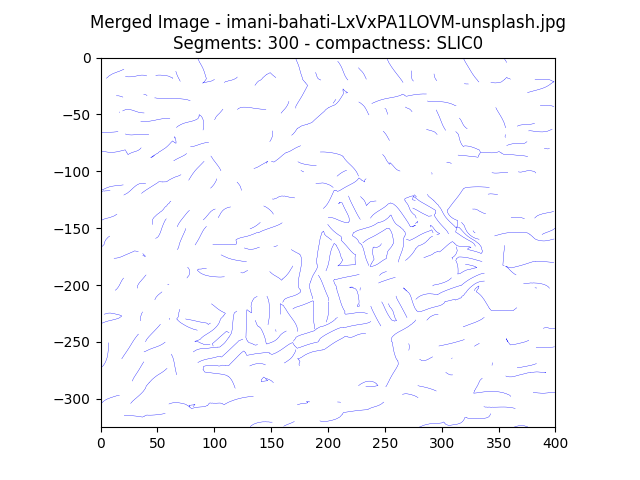 Merged Image - imani-bahati-LxVxPA1LOVM-unsplash.jpg
Segments: 300 - compactness: SLIC0
0
−50
−100
−150
−200
−250
−300
0 50 100 150 200 250 300 350 400